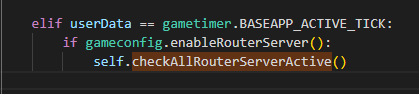 elif userData == gametimer.BASEAPP_ACTIVE_TICK:
if gameconfig.enableRouterServer():
self.checkAllRouterServerActive()